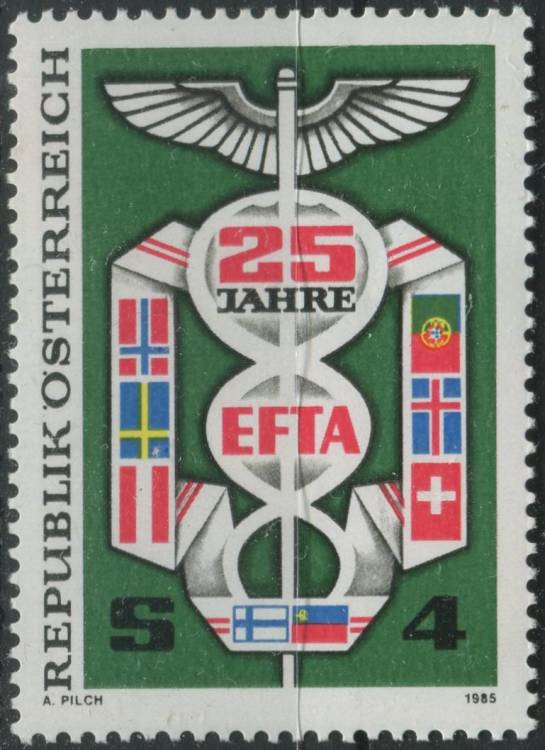 REPUBLIK ÖSTERREICH
25
JAHRE
EFTA
S 4
A. PILCH
1985